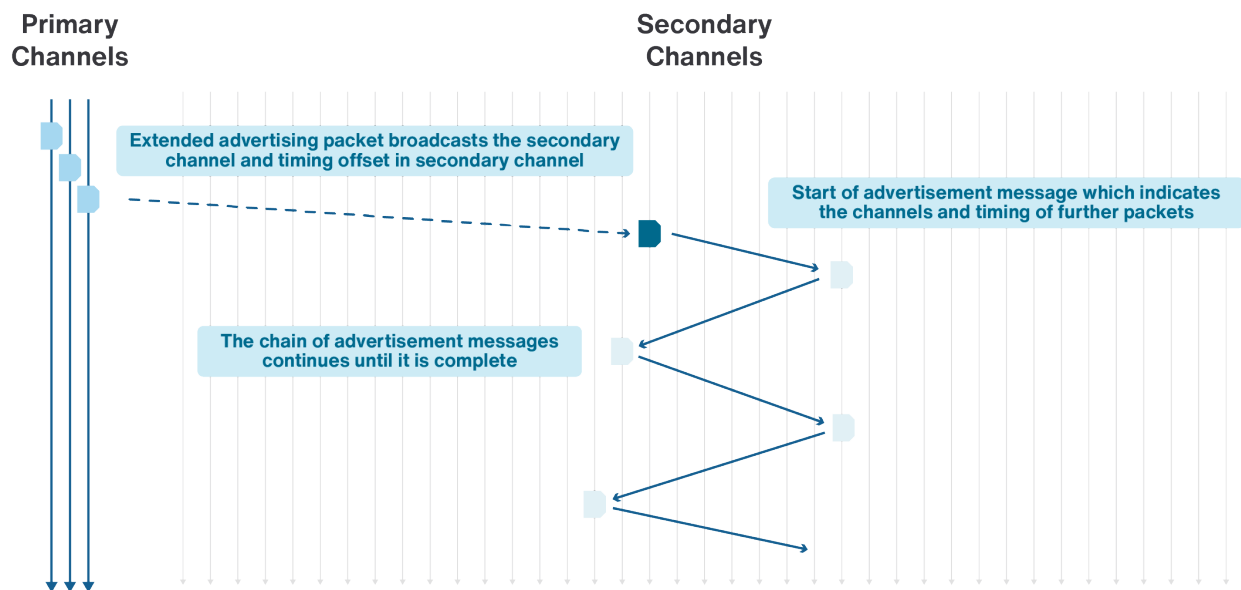 Primary
Channels
Secondary
Channels
Extended advertising packet broadcasts the secondary
channel and timing offset in secondary channel
Start of advertisement message which indicates
the channels and timing of further packets
The chain of advertisement messages
continues until it is complete